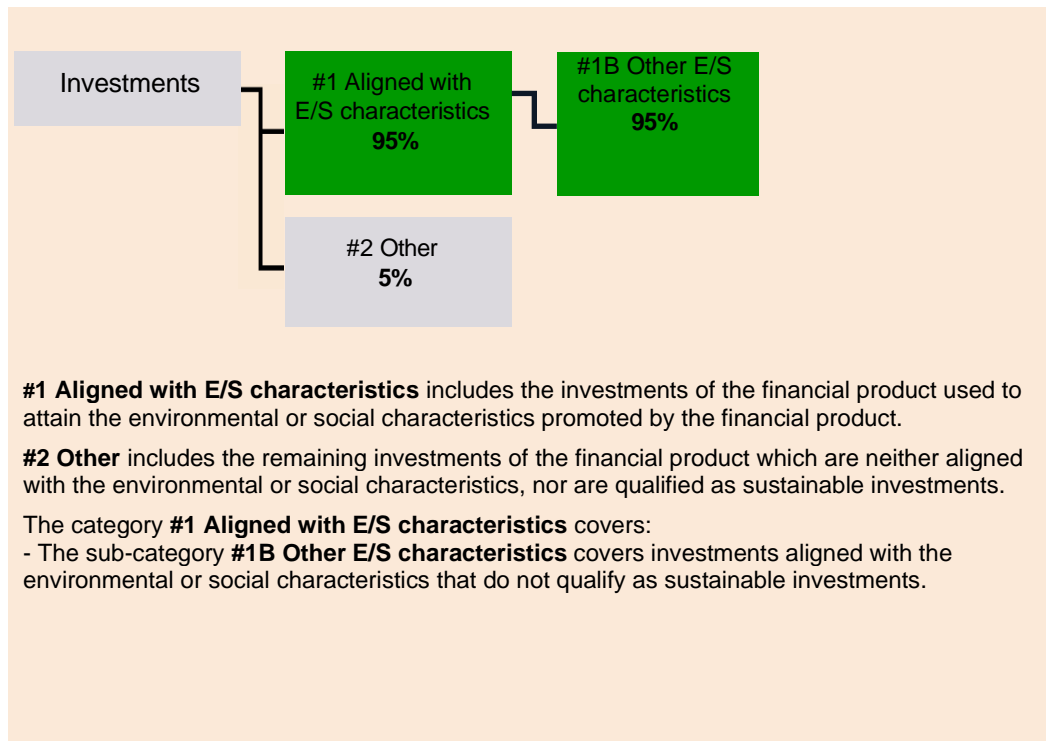 Investments
#1 Aligned with
E/S characteristics
95%
#1B Other E/S
characteristics
95%
#2 Other
5%
#1 Aligned with E/S characteristics includes the investments of the financial product used to
attain the environmental or social characteristics promoted by the financial product.
#2 Other includes the remaining investments of the financial product which are neither aligned
with the environmental or social characteristics, nor are qualified as sustainable investments.
The category #1 Aligned with E/S characteristics covers:
- The sub-category #1B Other E/S characteristics covers investments aligned with the
environmental or social characteristics that do not qualify as sustainable investments.